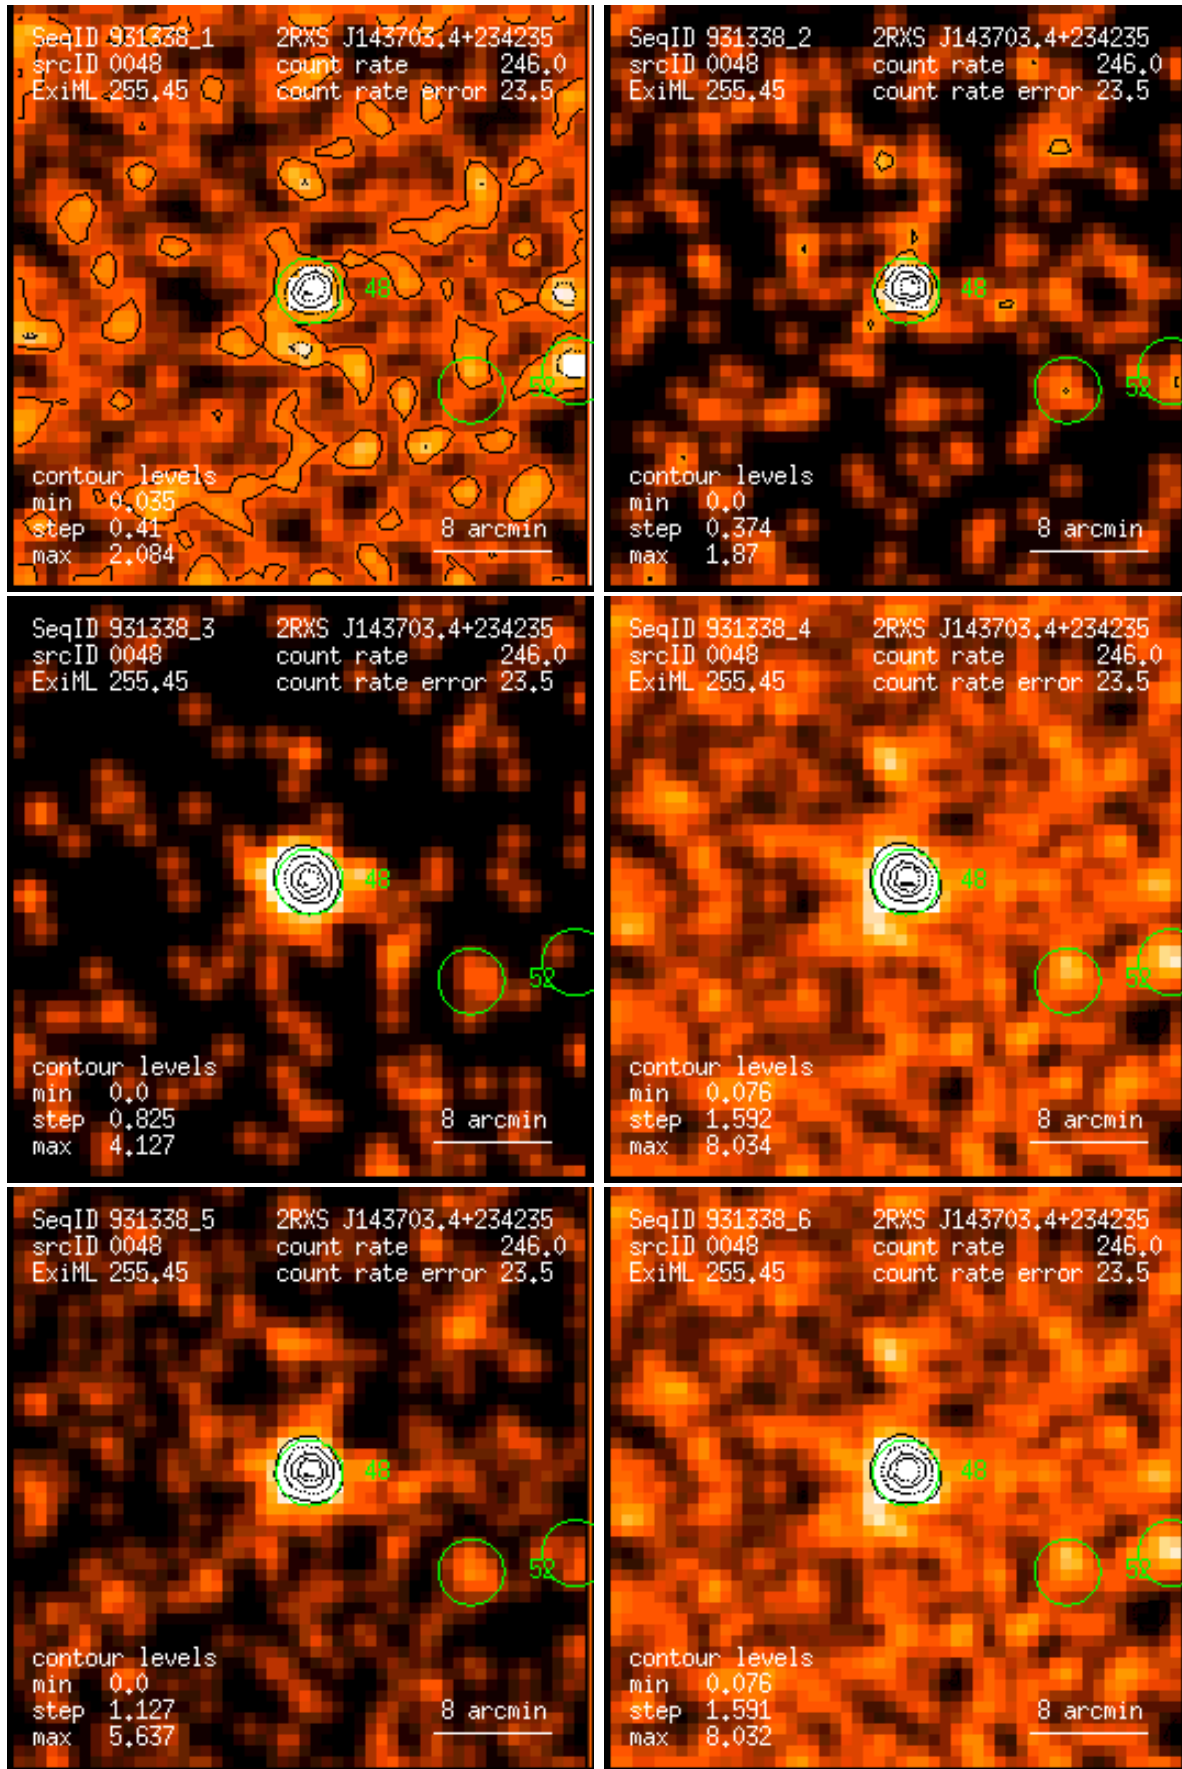 SeqID 931338_1 2RXS J143703.4+234235
srcID 0048 count rate 246.0
ExiML 255.45 count rate error 23.5
48
52
contour levels
min 0.035
step 0.41 8 arcmin
max 2.084
SeqID 931338_2 2RXS J143703.4+234235
srcID 0048 count rate 246.0
ExiML 255.45 count rate error 23.5
48
52
contour levels
min 0.0
step 0.374 8 arcmin
max 1.87
SeqID 931338_3 2RXS J143703.4+234235
srcID 0048 count rate 246.0
ExiML 255.45 count rate error 23.5
48
52
contour levels
min 0.0
step 0.825 8 arcmin
max 4.127
SeqID 931338_4 2RXS J143703.4+234235
srcID 0048 count rate 246.0
ExiML 255.45 count rate error 23.5
48
52
contour levels
min 0.076
step 1.592 8 arcmin
max 8.034
SeqID 931338_5 2RXS J143703.4+234235
srcID 0048 count rate 246.0
ExiML 255.45 count rate error 23.5
48
52
contour levels
min 0.0
step 1.127 8 arcmin
max 5.637
SeqID 931338_6 2RXS J143703.4+234235
srcID 0048 count rate 246.0
ExiML 255.45 count rate error 23.5
48
52
contour levels
min 0.076
step 1.591 8 arcmin
max 8.032